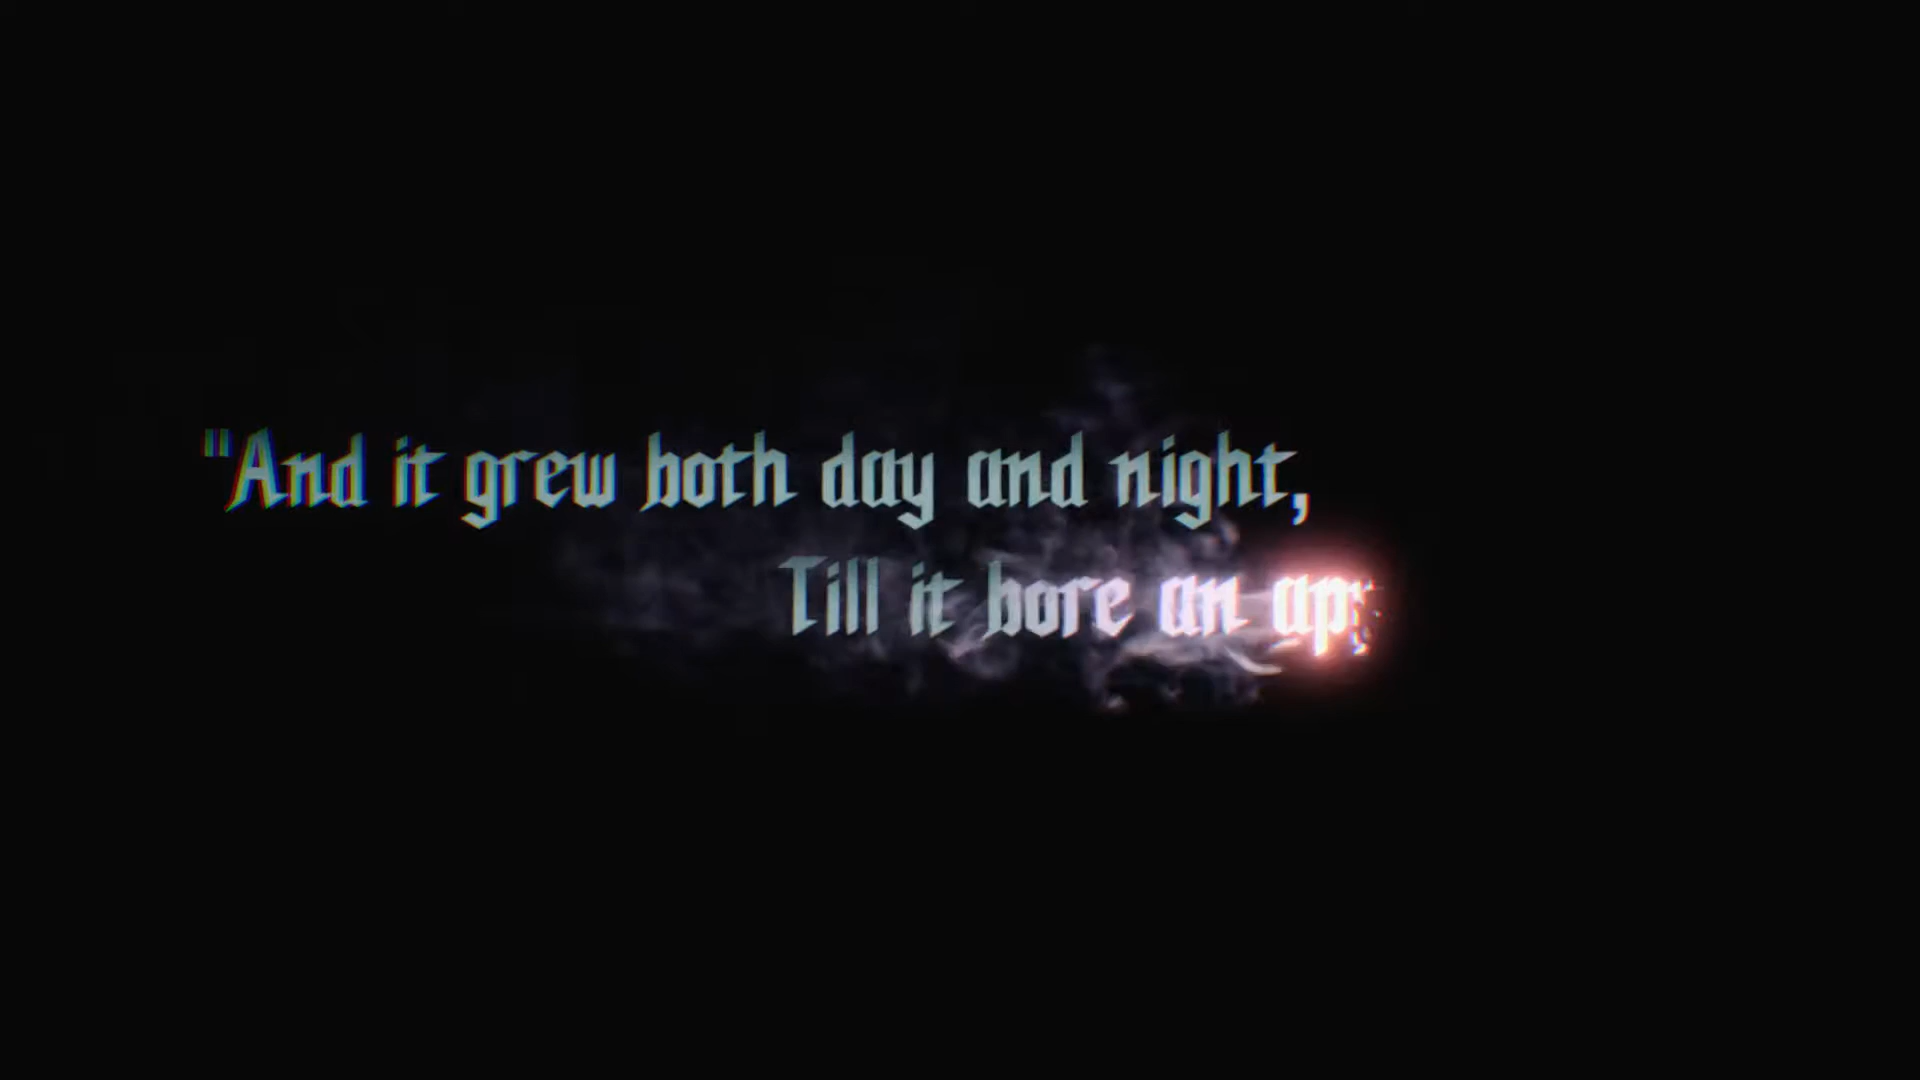 "And it grew both day and night,
Till it bore an